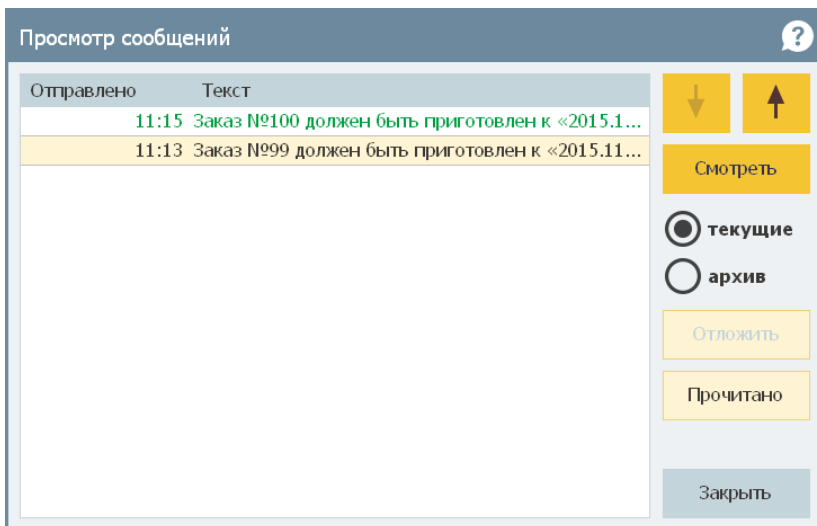 Просмотр сообщений
?
Отправлено Текст
11:15 Заказ №100 должен быть приготовлен к «2015.1...
11:13 Заказ №99 должен быть приготовлен к «2015.11...
Смотреть
текущие
архив
Отложить
Прочитано
Закрыть